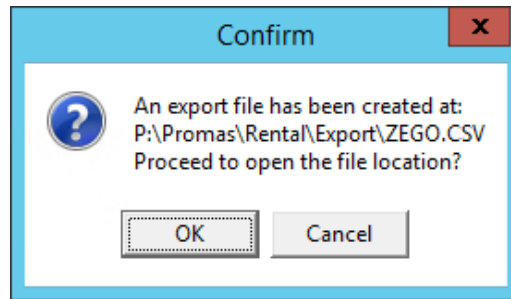 Confirm
x
An export file has been created at:
P:\Promas\Rental\Export\ZEGO.CSV
Proceed to open the file location?
OK
Cancel